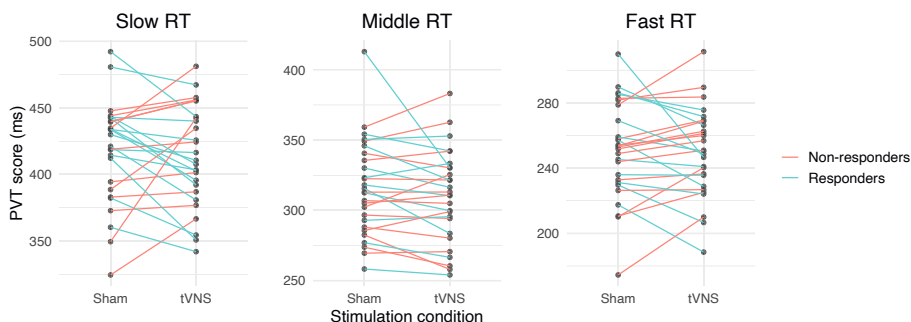 Slow RT
Middle RT
Fast RT
PVT score (ms)
500
450
400
350
400
350
300
250
280
240
200
Sham
tVNS
Sham
tVNS
Sham
tVNS
Stimulation condition
Non-responders
Responders